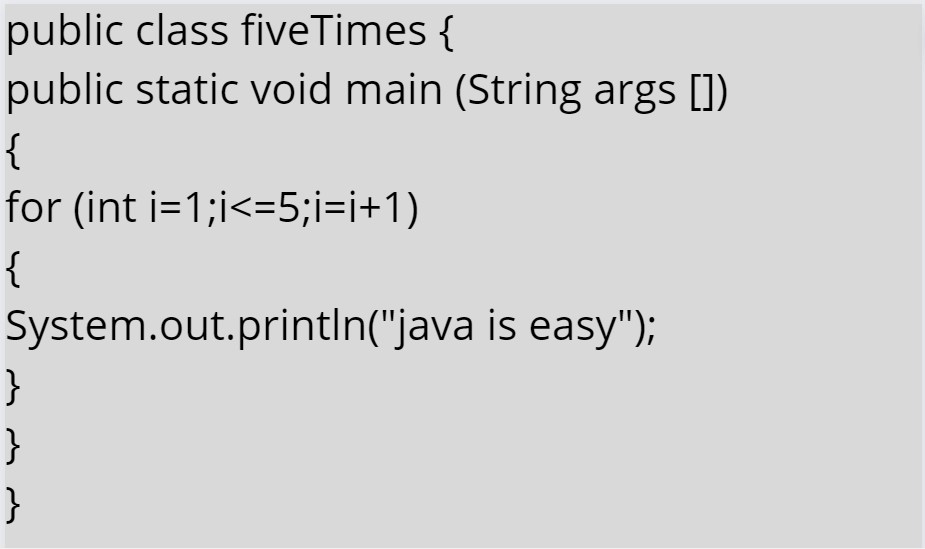 public class fiveTimes {
public static void main (String args [])
{
for (int i=1;i<=5;i=i+1)
{
System.out.println("java is easy");
}
}
}